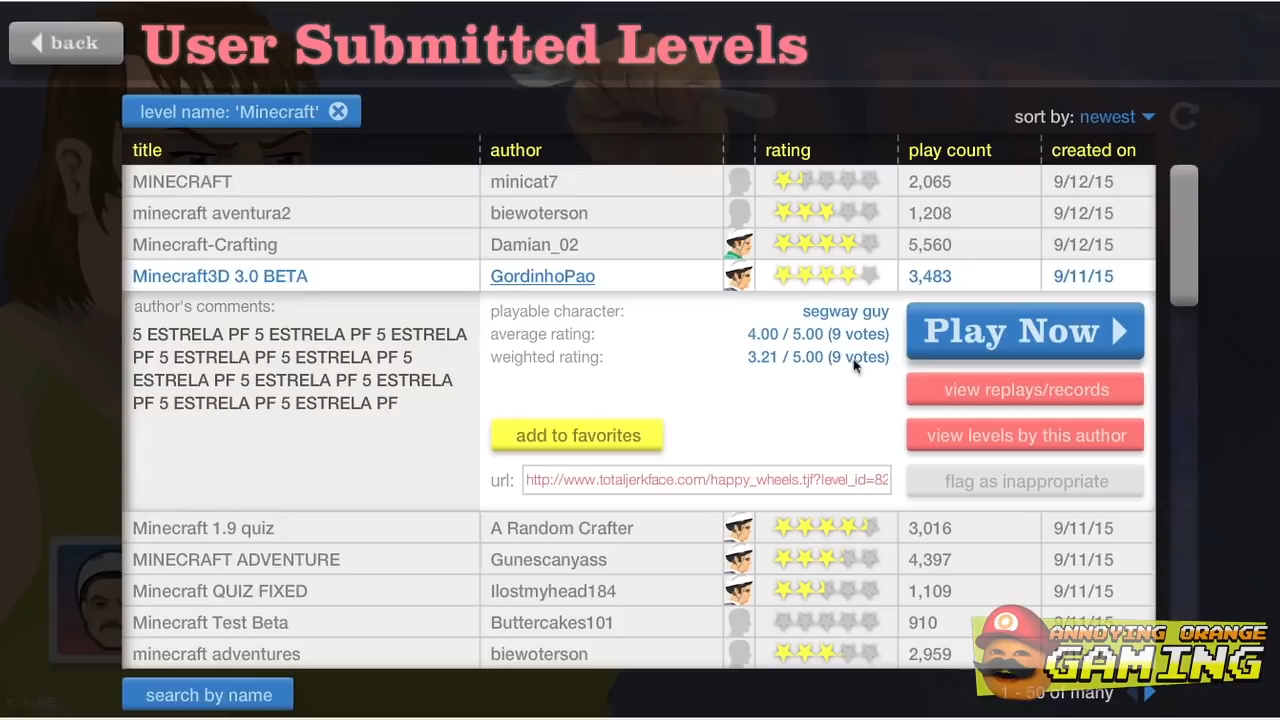 back
User Submitted Levels
level name: 'Minecraft'
sort by: newest
title author rating play count created on
MINECRAFT minicat7 2,065 9/12/15
minecraft aventura2 biewoterson 1,208 9/12/15
Minecraft-Crafting Damian_02 5,560 9/12/15
Minecraft3D 3.0 BETA GordinhoPao 3,483 9/11/15
author's comments:
5 ESTRELA PF 5 ESTRELA PF 5 ESTRELA
PF 5 ESTRELA PF 5 ESTRELA PF 5
ESTRELA PF 5 ESTRELA PF 5 ESTRELA
PF 5 ESTRELA PF 5 ESTRELA PF
playable character: segway guy
average rating: 4.00 / 5.00 (9 votes)
weighted rating: 3.21 / 5.00 (9 votes)
add to favorites
url: http://www.totaljerkface.com/happy_wheels.tjf?level_id=82
Play Now
view replays/records
view levels by this author
flag as inappropriate
Minecraft 1.9 quiz A Random Crafter 3,016 9/11/15
MINECRAFT ADVENTURE Gunescanyass 4,397 9/11/15
Minecraft QUIZ FIXED Ilostmyhead184 1,109 9/11/15
Minecraft Test Beta Buttercakes101 910
minecraft adventures biewoterson 2,959
ANNOYING ORANGE
GAMING
search by name
1 - 50 of many